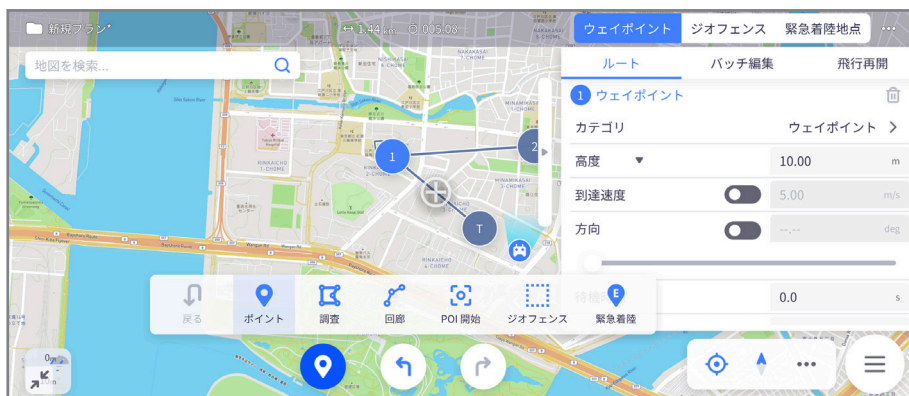 新規プラン*
1.44 km
005:08
ウェイポイント
ジオフェンス
緊急着陸地点
地図を検索...
ルート
バッチ編集
飛行再開
1 ウェイポイント
カテゴリ
ウェイポイント
高度
10.00
m
到達速度
5.00
m/s
方向
--.--
deg
0.0
s
1
2
T
RINKAICHO
4-CHOME
戻る
ポイント
調査
回廊
POI 開始
ジオフェンス
E
緊急着陸
0m